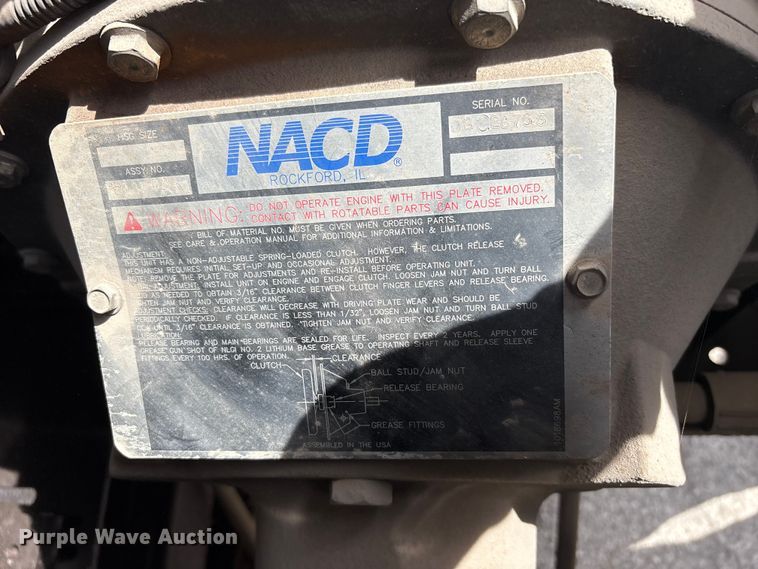 HSG SIZE
NACD®
SERIAL NO.
ROCKFORD, IL
ASSY NO.
WARNING: DO NOT OPERATE ENGINE WITH THIS PLATE REMOVED.
CONTACT WITH ROTATABLE PARTS CAN CAUSE INJURY.
BILL OF MATERIAL NO. MUST BE GIVEN WHEN ORDERING PARTS.
SEE CARE & OPERATION MANUAL FOR ADDITIONAL INFORMATION & LIMITATIONS.
ADJUSTMENT:
THIS UNIT HAS A NON-ADJUSTABLE SPRING-LOADED CLUTCH. HOWEVER, THE CLUTCH RELEASE
MECHANISM REQUIRES INITIAL SET-UP AND OCCASIONAL ADJUSTMENT.
NOTE: REMOVE THE PLATE FOR ADJUSTMENTS AND RE-INSTALL BEFORE OPERATING UNIT.
ADJUSTMENT: INSTALL UNIT ON ENGINE AND ENGAGE CLUTCH. LOOSEN JAM NUT AND TURN BALL
STUD AS NEEDED TO OBTAIN 3/16" CLEARANCE BETWEEN CLUTCH FINGER LEVERS AND RELEASE BEARING.
TIGHTEN JAM NUT AND VERIFY CLEARANCE.
ADJUSTMENT CHECKS: CLEARANCE WILL DECREASE WITH DRIVING PLATE WEAR AND SHOULD BE
PERIODICALLY CHECKED. IF CLEARANCE IS LESS THAN 1/32", LOOSEN JAM NUT AND TURN BALL STUD
CCW UNTIL 3/16" CLEARANCE IS OBTAINED. TIGHTEN JAM NUT AND VERIFY CLEARANCE.
LUBRICATION:
RELEASE BEARING AND MAIN BEARINGS ARE SEALED FOR LIFE. INSPECT EVERY 2 YEARS. APPLY ONE
GREASE GUN SHOT OF NLGI NO. 2 LITHIUM BASE GREASE TO OPERATING SHAFT AND RELEASE SLEEVE
FITTINGS EVERY 100 HRS. OF OPERATION.
CLEARANCE
CLUTCH
BALL STUD/JAM NUT
RELEASE BEARING
GREASE FITTINGS
ASSEMBLED IN THE USA
Purple Wave Auction